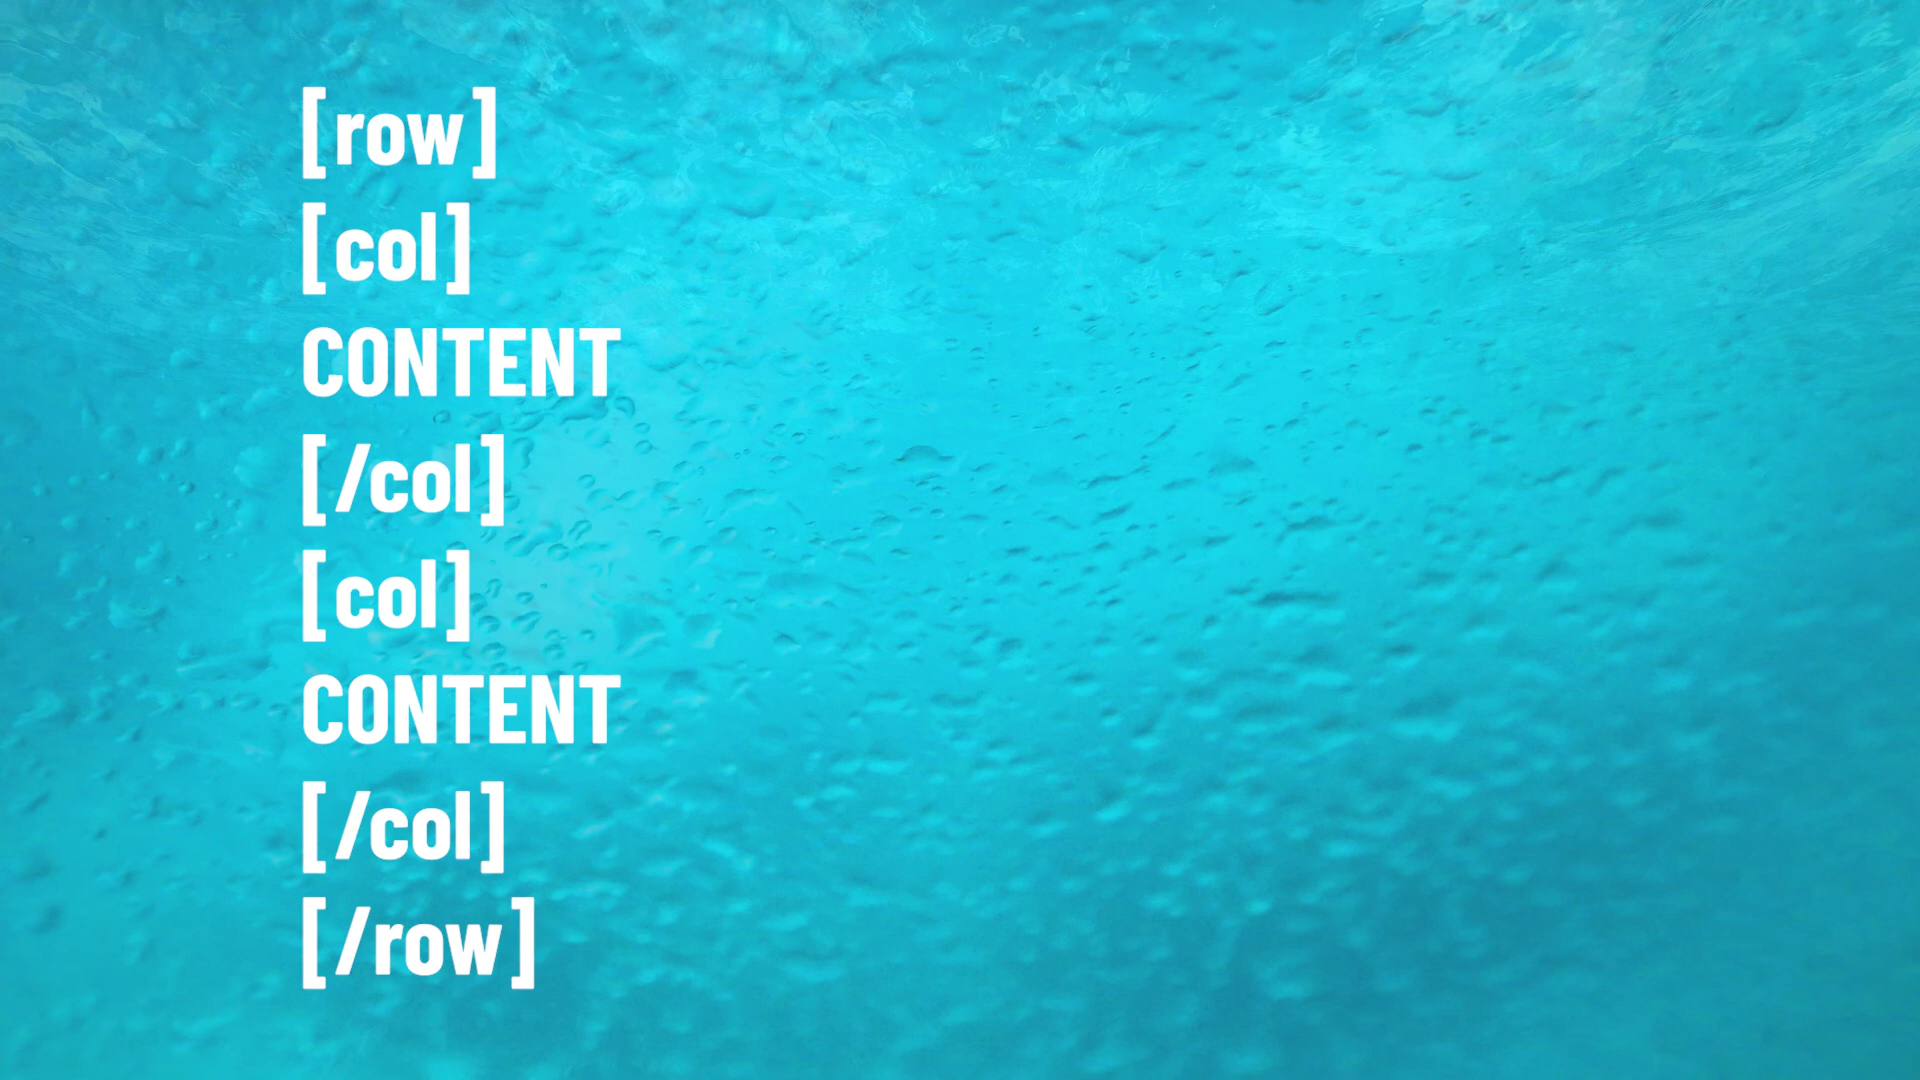 [row]
[col]
CONTENT
[/col]
[col]
CONTENT
[/col]
[/row]